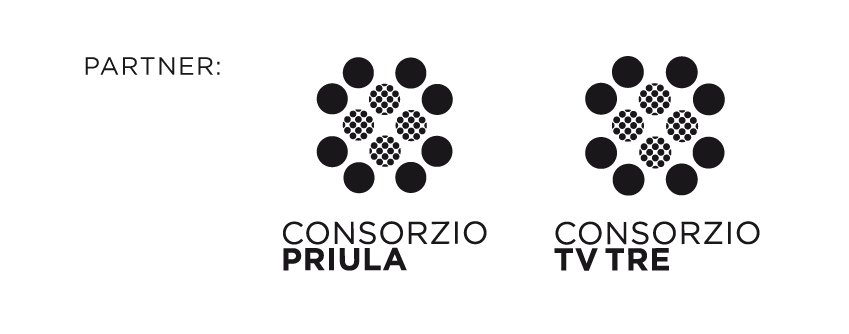 PARTNER:
CONSORZIO
PRIULA
CONSORZIO
TV TRE